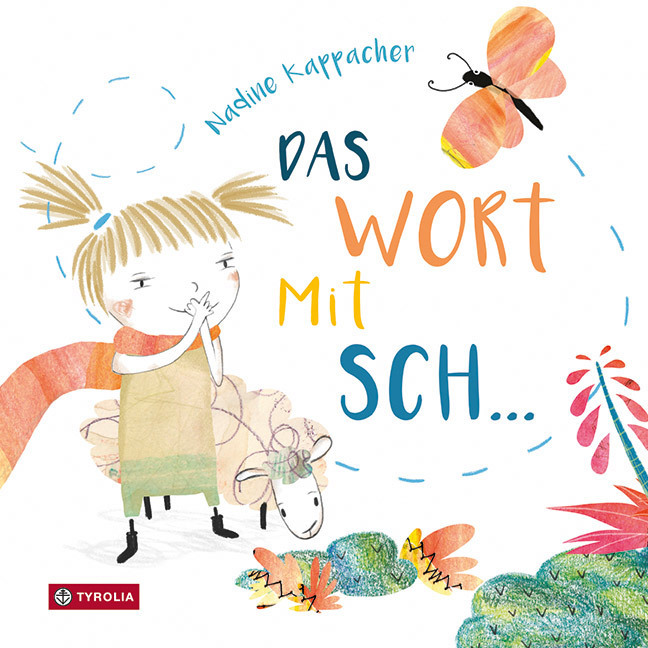 Nadine Kappacher
DAS
WORT
MiT
SCH...
TYROLIA